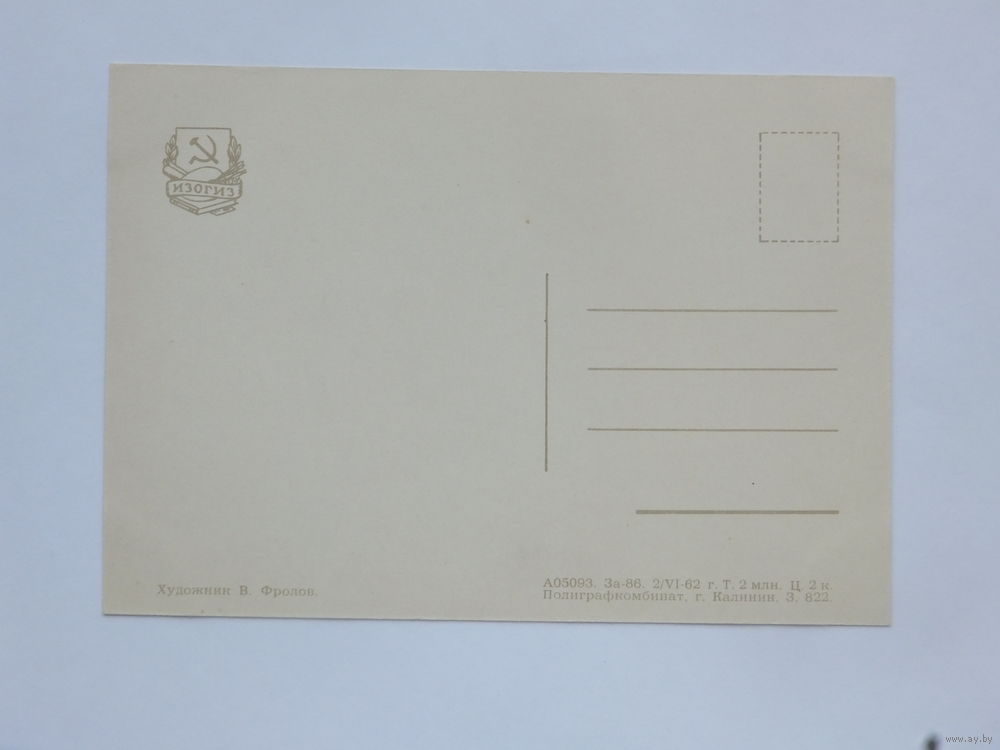 ИЗОГИЗ
Художник В. Фролов.
А05093. За-86. 2/VI-62 г. Т. 2 млн. Ц. 2 к.
Полиграфкомбинат, г. Калинин. З. 822.
www.ay.by